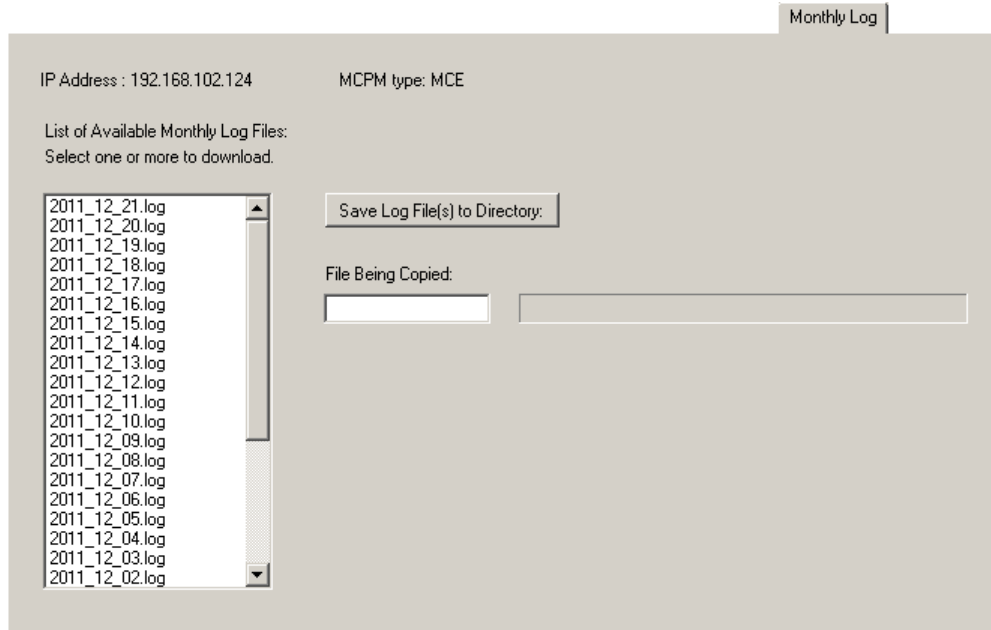 Monthly Log
IP Address : 192.168.102.124 MCPM type: MCE
List of Available Monthly Log Files:
Select one or more to download.
2011_12_21.log
2011_12_20.log
2011_12_19.log
2011_12_18.log
2011_12_17.log
2011_12_16.log
2011_12_15.log
2011_12_14.log
2011_12_13.log
2011_12_12.log
2011_12_11.log
2011_12_10.log
2011_12_09.log
2011_12_08.log
2011_12_07.log
2011_12_06.log
2011_12_05.log
2011_12_04.log
2011_12_03.log
2011_12_02.log
Save Log File(s) to Directory:
File Being Copied: